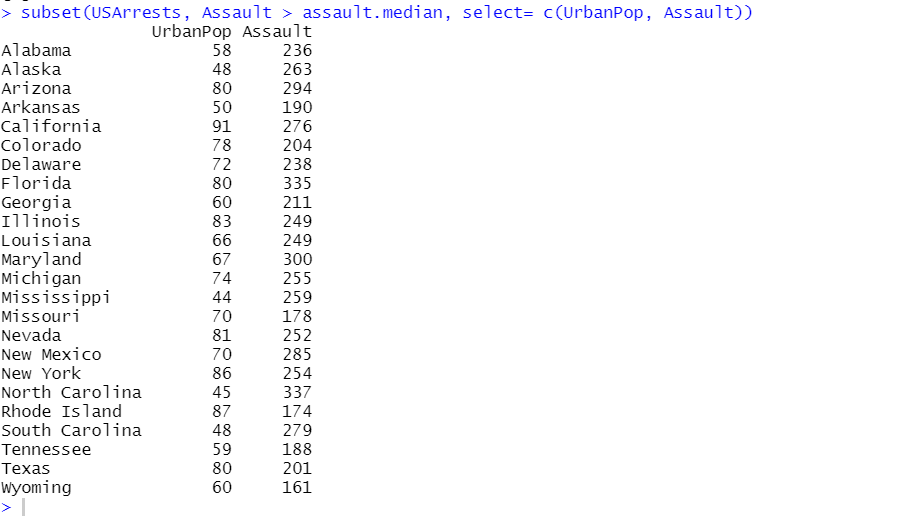 > subset(USArrests, Assault > assault.median, select= c(UrbanPop, Assault))
               UrbanPop Assault
Alabama              58     236
Alaska               48     263
Arizona              80     294
Arkansas             50     190
California           91     276
Colorado             78     204
Delaware             72     238
Florida              80     335
Georgia              60     211
Illinois             83     249
Louisiana            66     249
Maryland             67     300
Michigan             74     255
Mississippi          44     259
Missouri             70     178
Nevada               81     252
New Mexico           70     285
New York             86     254
North Carolina       45     337
Rhode Island         87     174
South Carolina       48     279
Tennessee            59     188
Texas                80     201
Wyoming              60     161
>